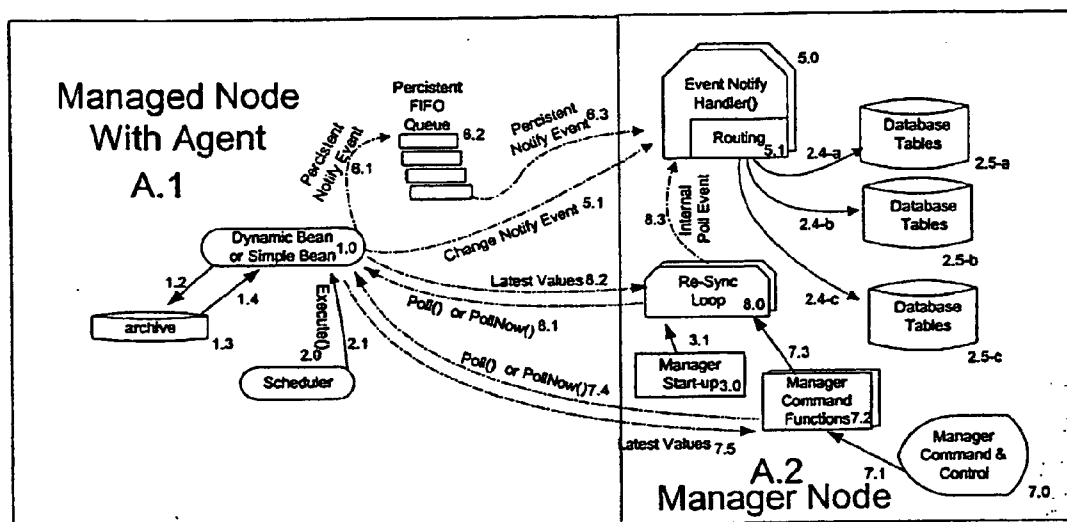 Managed Node
With Agent
A.1
Percistent
FIFO
Queue
6.2
Percistent
Notify Event
6.1
Percistent 6.3
Notify Event
Change Notify Event 5.1
Dynamic Bean
or Simple Bean 1.0
1.2
1.4
archive
1.3
Execute()
2.0
2.1
Scheduler
Latest Values 8.2
Poll() or PollNow() 8.1
Poll() or PollNow() 7.4
Latest Values 7.5
5.0
Event Notify
Handler()
Routing
5.1
8.3
Internal
Poll Event
2.4-a
Database
Tables
2.5-a
2.4-b
Database
Tables
2.5-b
2.4-c
Database
Tables
2.5-c
Re-Sync
Loop
8.0
3.1
Manager
Start-up 3.0
7.3
Manager
Command
Functions 7.2
7.1
Manager
Command &
Control
7.0
A.2
Manager Node